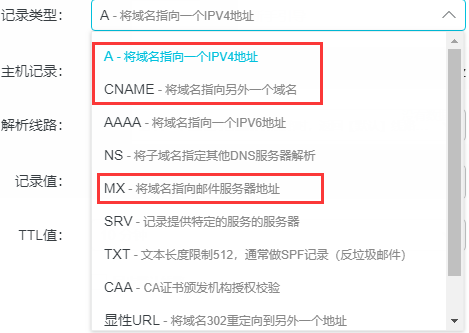 记录类型： A - 将域名指向一个IPV4地址
A - 将域名指向一个IPV4地址
主机记录： CNAME - 将域名指向另外一个域名
解析线路： AAAA - 将域名指向一个IPV6地址
NS - 将子域名指定其他DNS服务器解析
记录值： MX - 将域名指向邮件服务器地址
SRV - 记录提供特定的服务的服务器
TTL值： TXT - 文本长度限制512，通常做SPF记录（反垃圾邮件）
CAA - CA证书颁发机构授权校验
显性URL - 将域名302重定向到另外一个地址